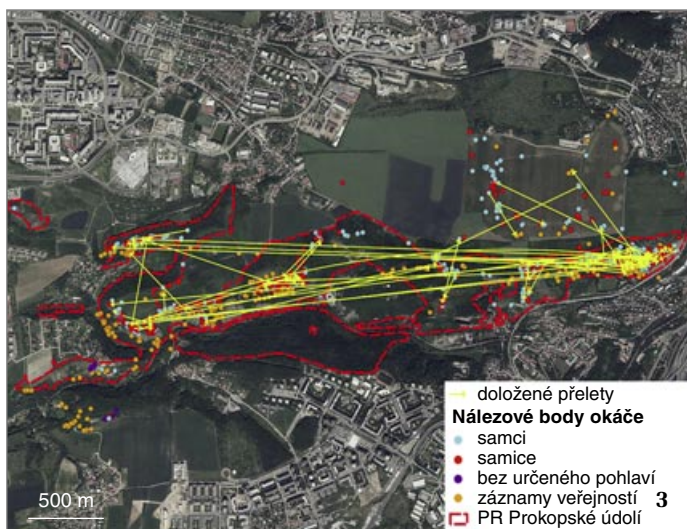 doložené přelety
Nálezové body okáče
samci
samice
bez určeného pohlaví
záznamy veřejností 3
PR Prokopské údolí
500 m